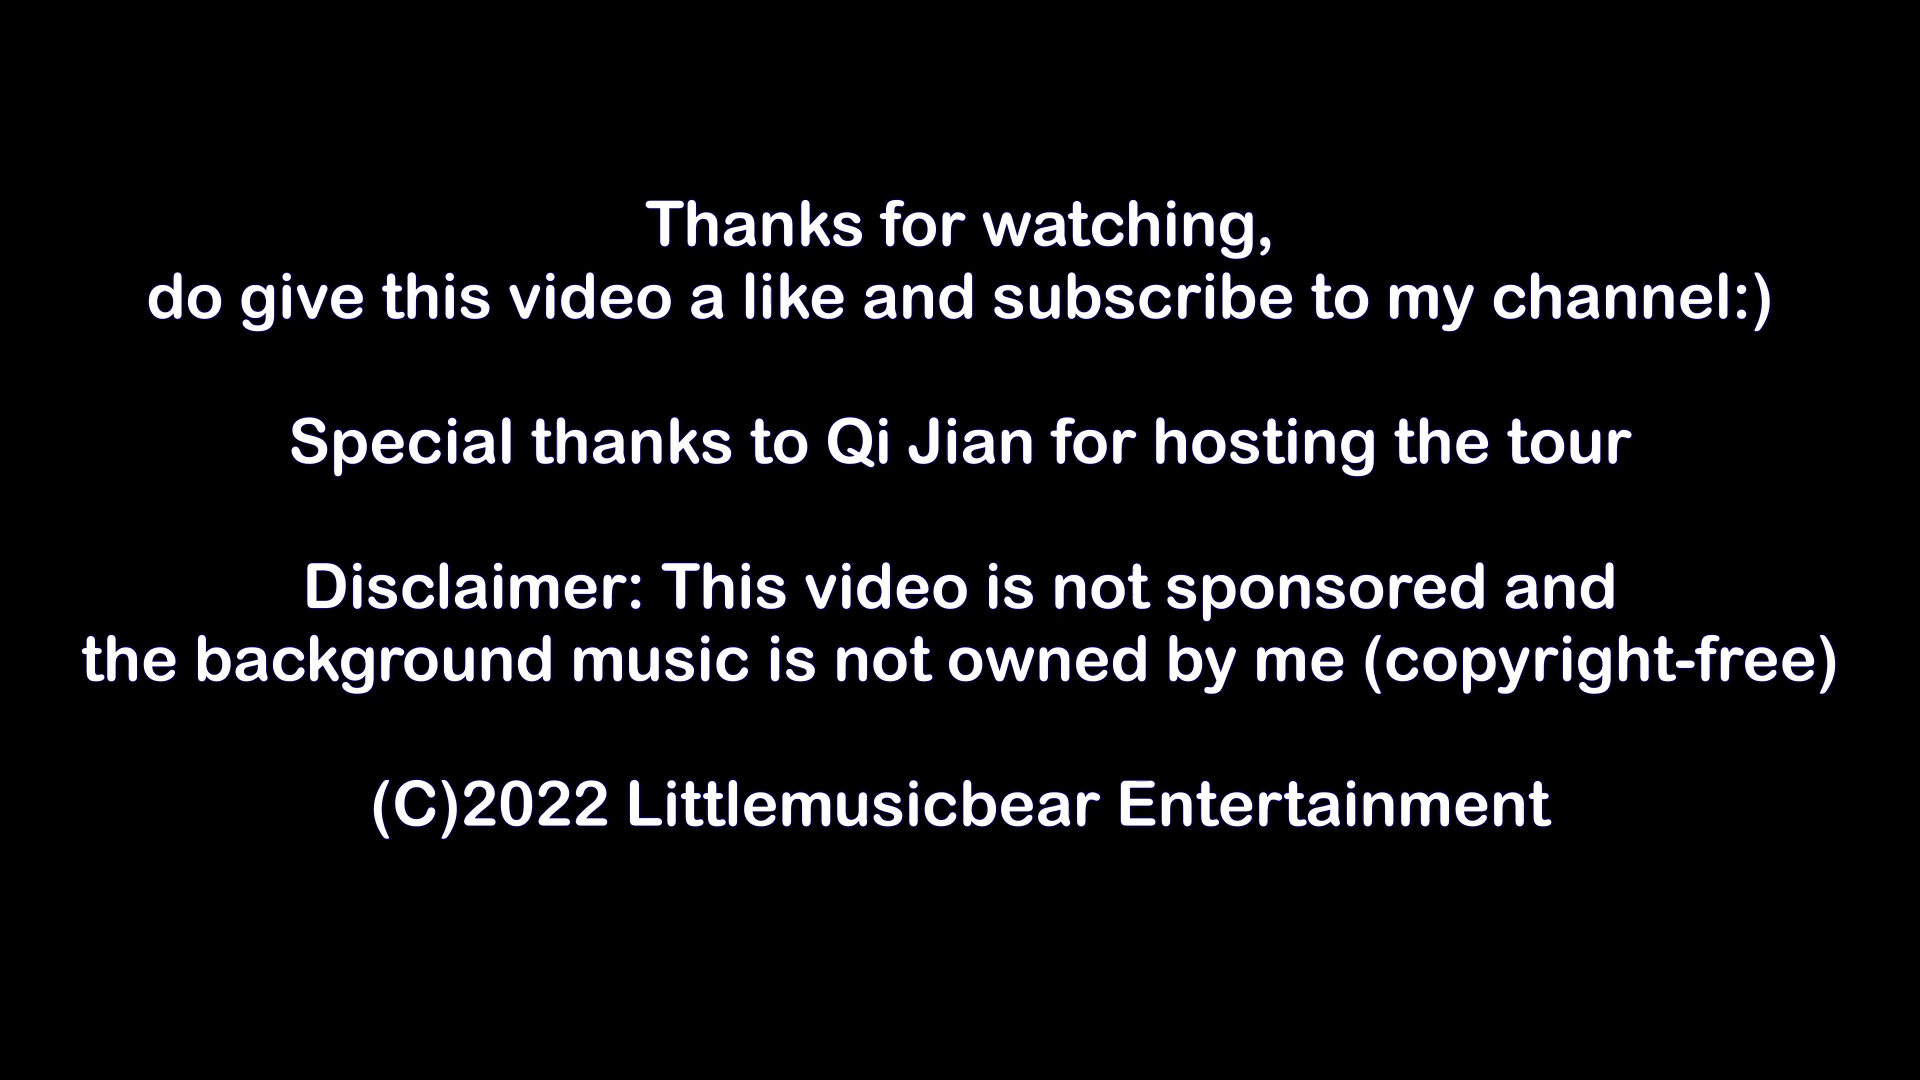 Thanks for watching,
do give this video a like and subscribe to my channel:)
Special thanks to Qi Jian for hosting the tour
Disclaimer: This video is not sponsored and
the background music is not owned by me (copyright-free)
(C)2022 Littlemusicbear Entertainment